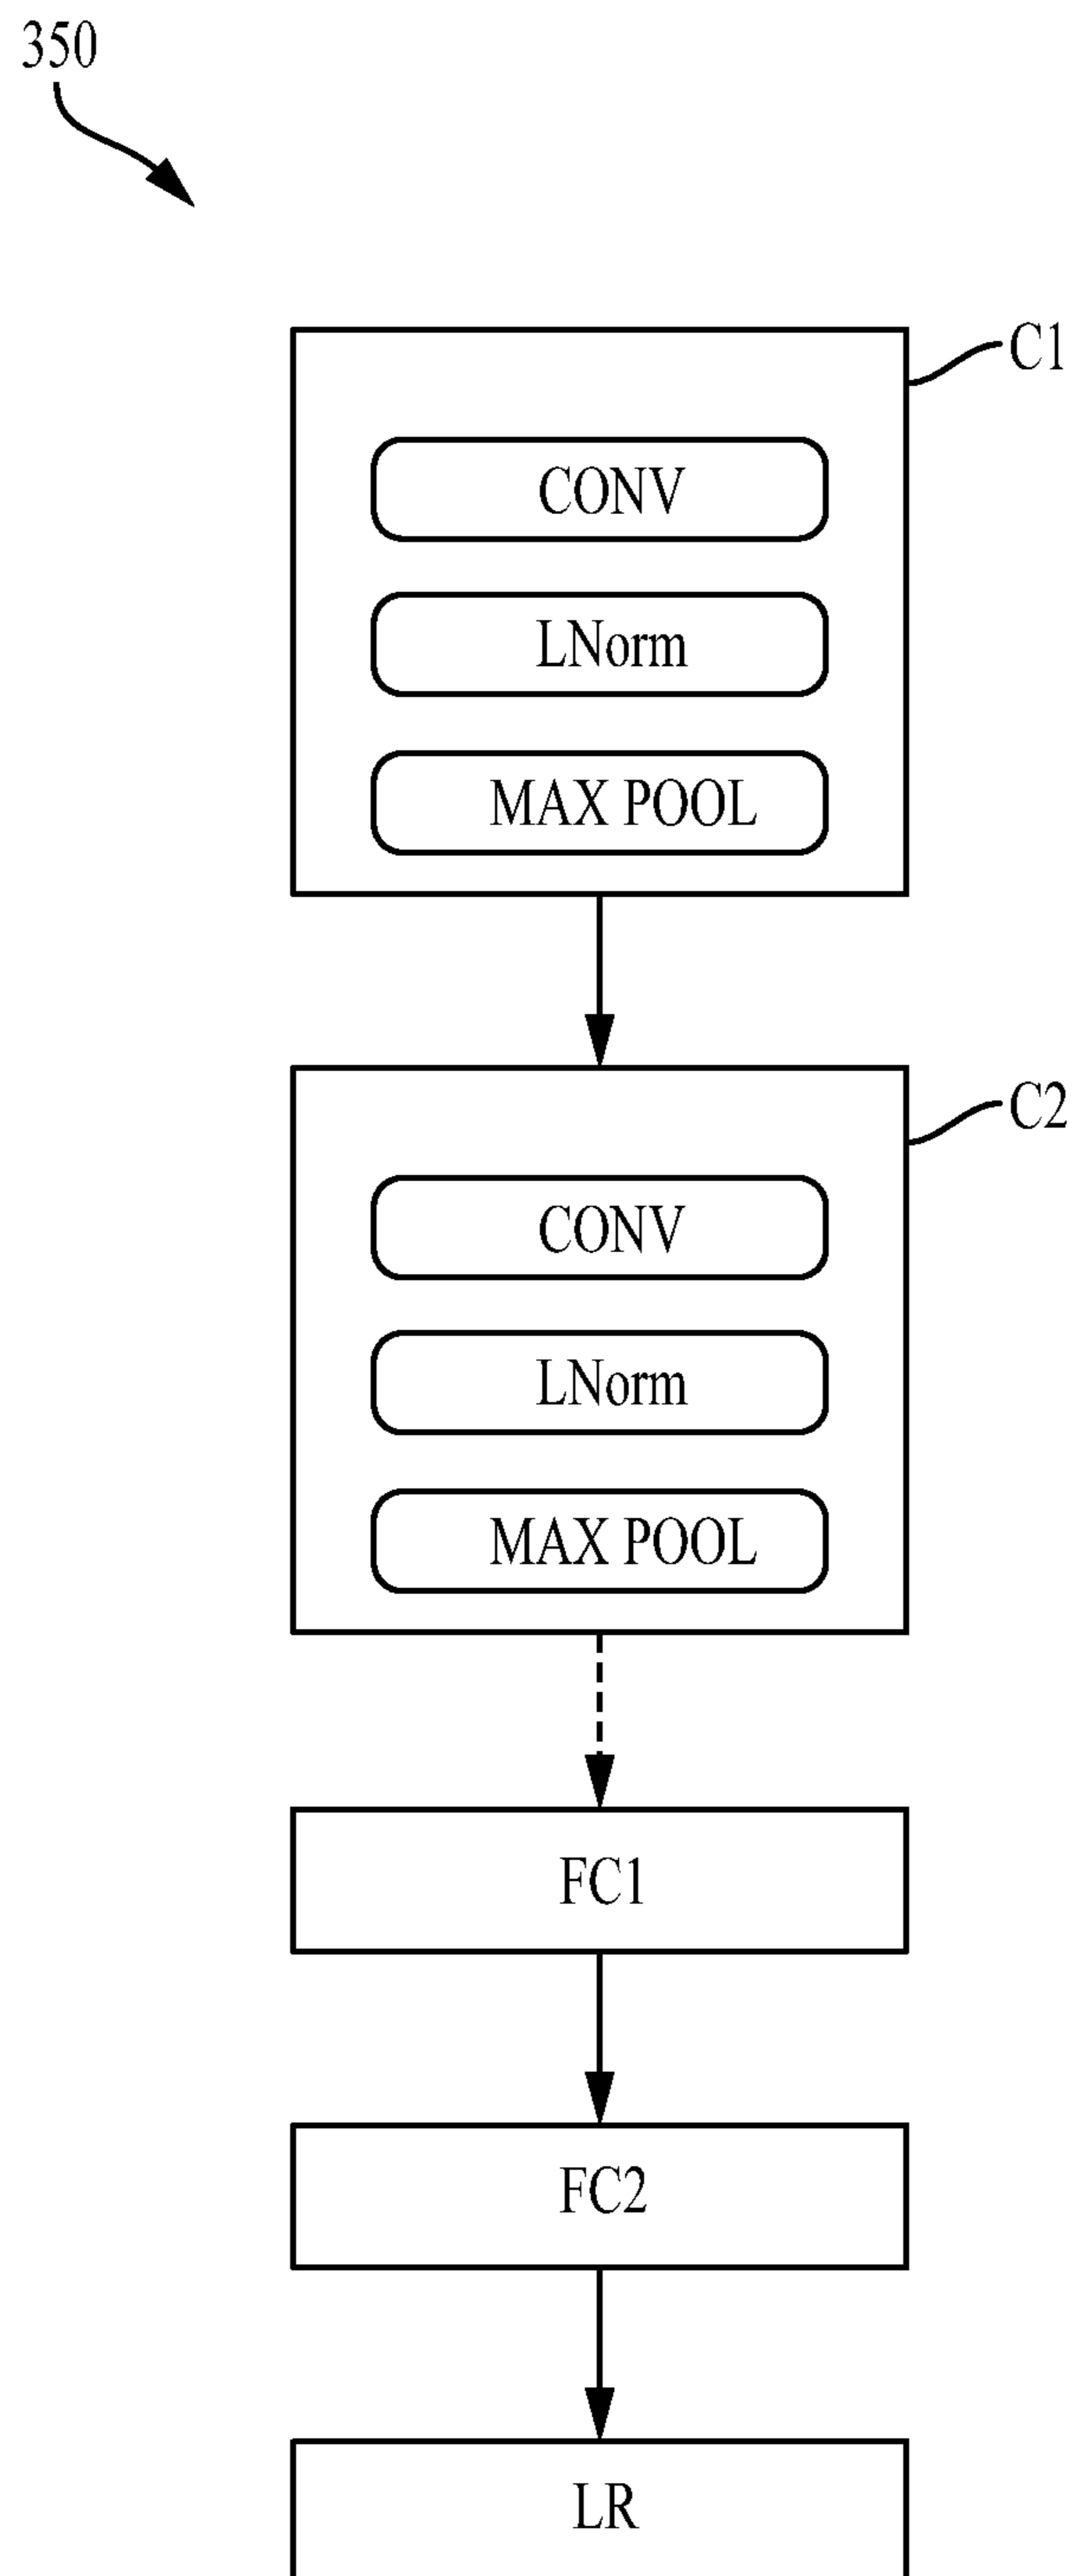 350
C1
CONV
LNorm
MAX POOL
C2
CONV
LNorm
MAX POOL
FC1
FC2
LR